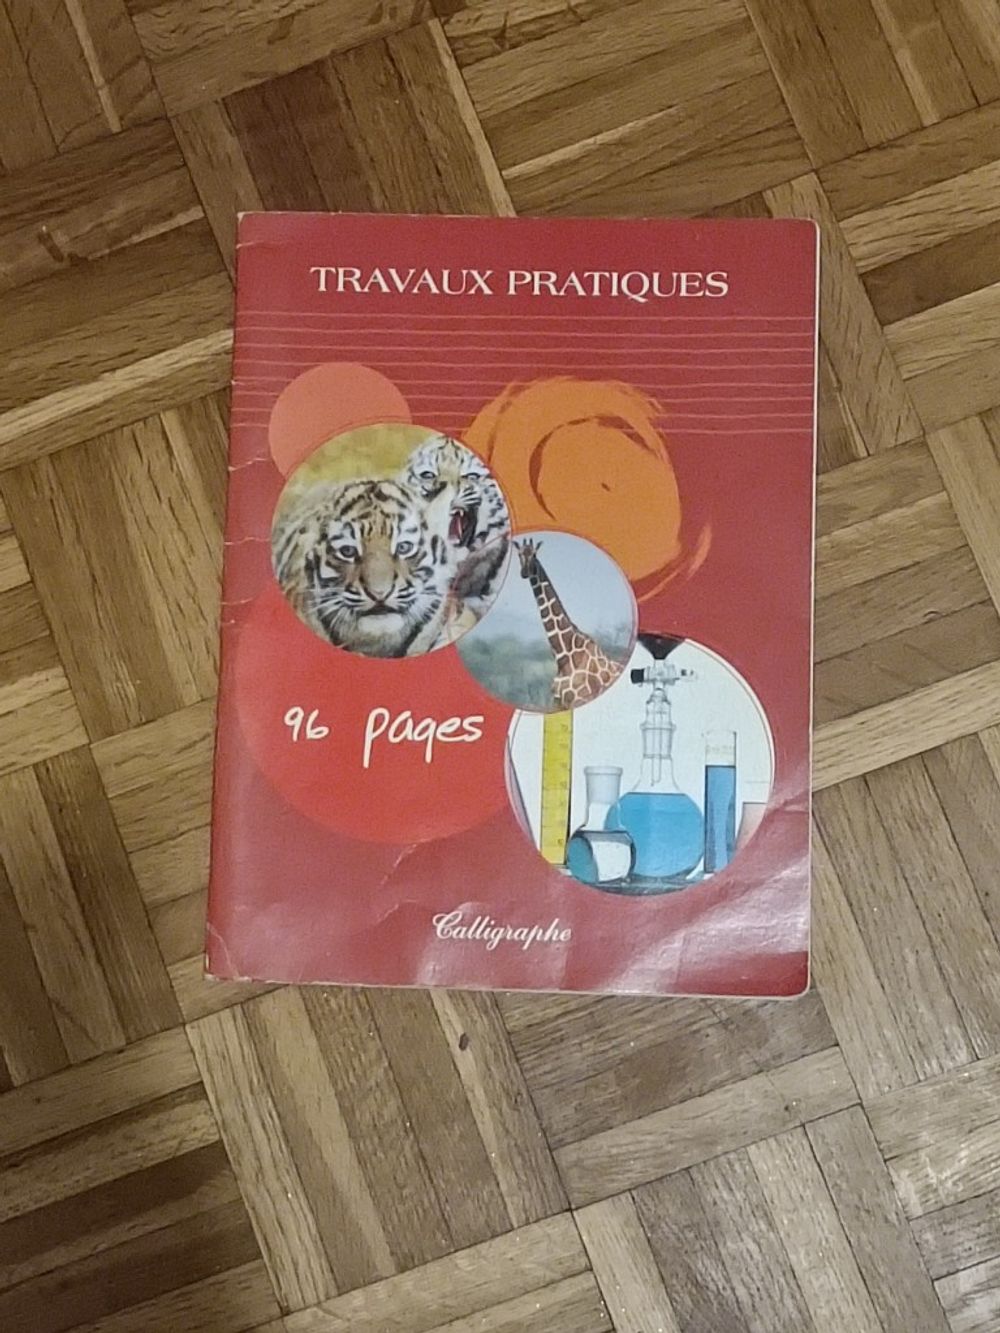 TRAVAUX PRATIQUES
96 pages
Calligraphe